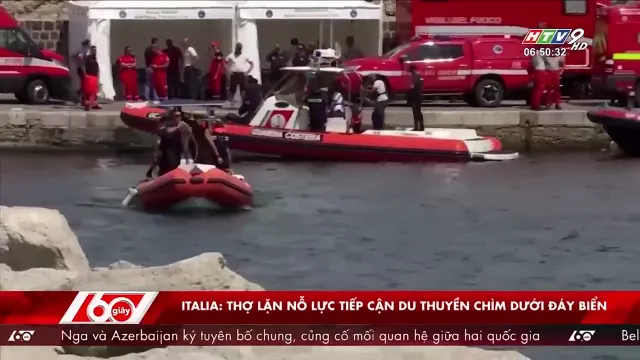 VIGILI DEL FUOCO
HTV9 HD
06:50:32
GUARDIA COSTIERA
60 giây
ITALIA: THỢ LẶN NỖ LỰC TIẾP CẬN DU THUYỀN CHÌM DƯỚI ĐÁY BIỂN
60 Nga và Azerbaijan ký tuyên bố chung, củng cố mối quan hệ giữa hai quốc gia 60 Bel